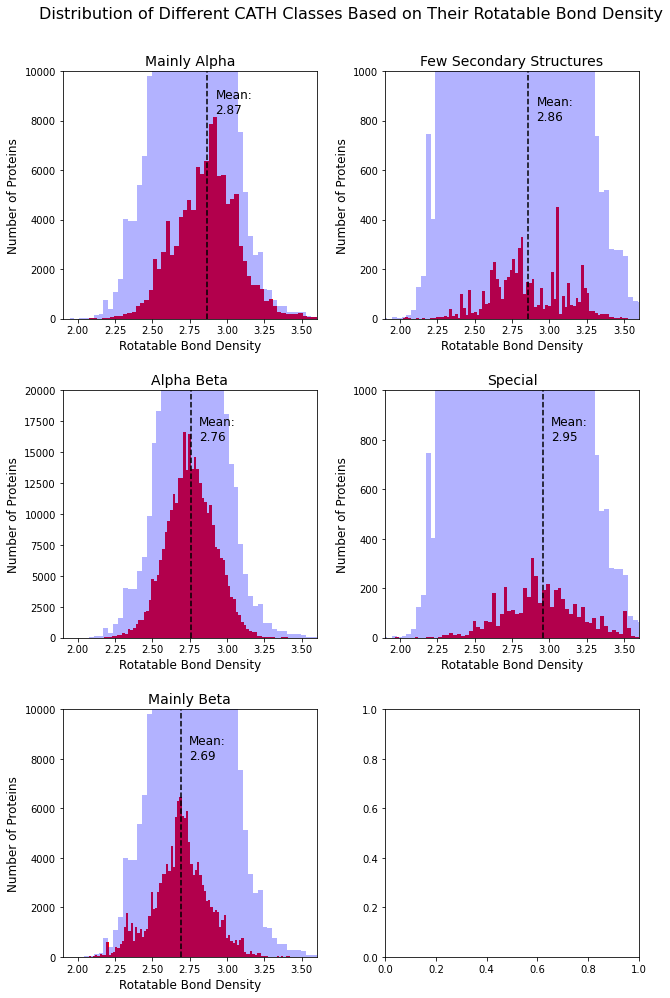 Distribution of Different CATH Classes Based on Their Rotatable Bond Density
Mainly Alpha
10000
8000
6000
4000
2000
0
Number of Proteins
Mean:
2.87
2.00 2.25 2.50 2.75 3.00 3.25 3.50
Rotatable Bond Density
Few Secondary Structures
1000
800
600
400
200
0
Number of Proteins
Mean:
2.86
2.00 2.25 2.50 2.75 3.00 3.25 3.50
Rotatable Bond Density
Alpha Beta
20000
17500
15000
12500
10000
7500
5000
2500
0
Number of Proteins
Mean:
2.76
2.00 2.25 2.50 2.75 3.00 3.25 3.50
Rotatable Bond Density
Special
1000
800
600
400
200
0
Number of Proteins
Mean:
2.95
2.00 2.25 2.50 2.75 3.00 3.25 3.50
Rotatable Bond Density
Mainly Beta
10000
8000
6000
4000
2000
0
Number of Proteins
Mean:
2.69
2.00 2.25 2.50 2.75 3.00 3.25 3.50
Rotatable Bond Density
1.0
0.8
0.6
0.4
0.2
0.0
0.0 0.2 0.4 0.6 0.8 1.0